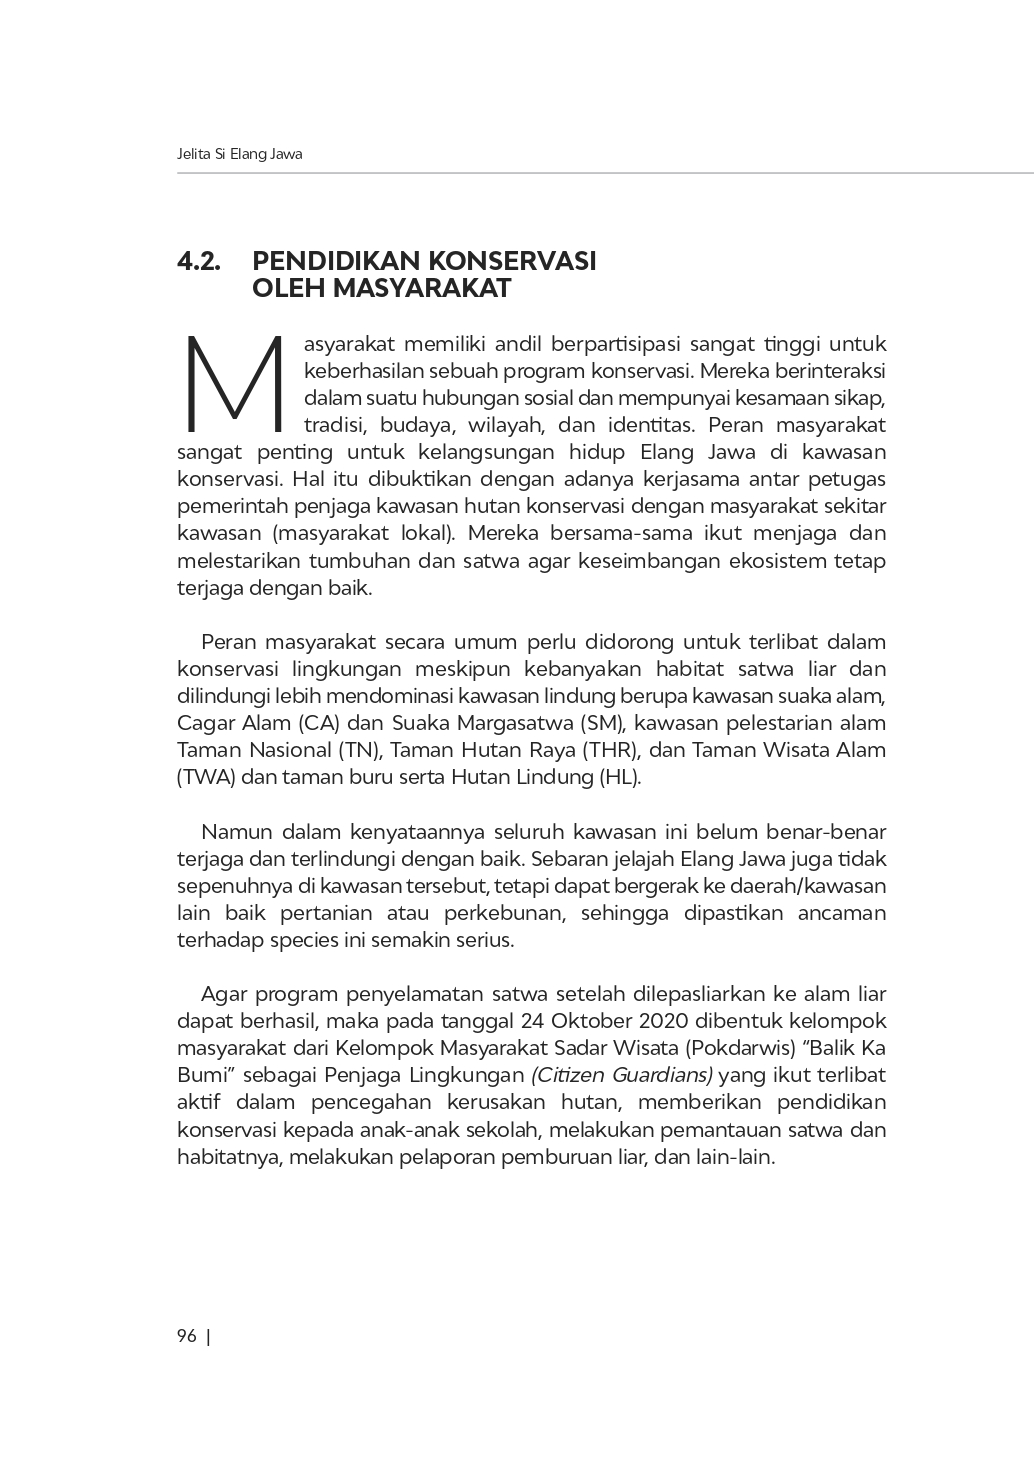 Jelita Si Elang Jawa
4.2. PENDIDIKAN KONSERVASI
OLEH MASYARAKAT
Masyarakat memiliki andil berpartisipasi sangat tinggi untuk
keberhasilan sebuah program konservasi. Mereka berinteraksi
dalam suatu hubungan sosial dan mempunyai kesamaan sikap,
tradisi, budaya, wilayah, dan identitas. Peran masyarakat
sangat penting untuk kelangsungan hidup Elang Jawa di kawasan
konservasi. Hal itu dibuktikan dengan adanya kerjasama antar petugas
pemerintah penjaga kawasan hutan konservasi dengan masyarakat sekitar
kawasan (masyarakat lokal). Mereka bersama-sama ikut menjaga dan
melestarikan tumbuhan dan satwa agar keseimbangan ekosistem tetap
terjaga dengan baik.
Peran masyarakat secara umum perlu didorong untuk terlibat dalam
konservasi lingkungan meskipun kebanyakan habitat satwa liar dan
dilindungi lebih mendominasi kawasan lindung berupa kawasan suaka alam,
Cagar Alam (CA) dan Suaka Margasatwa (SM), kawasan pelestarian alam
Taman Nasional (TN), Taman Hutan Raya (THR), dan Taman Wisata Alam
(TWA) dan taman buru serta Hutan Lindung (HL).
Namun dalam kenyataannya seluruh kawasan ini belum benar-benar
terjaga dan terlindungi dengan baik. Sebaran jelajah Elang Jawa juga tidak
sepenuhnya di kawasan tersebut, tetapi dapat bergerak ke daerah/kawasan
lain baik pertanian atau perkebunan, sehingga dipastikan ancaman
terhadap species ini semakin serius.
Agar program penyelamatan satwa setelah dilepasliarkan ke alam liar
dapat berhasil, maka pada tanggal 24 Oktober 2020 dibentuk kelompok
masyarakat dari Kelompok Masyarakat Sadar Wisata (Pokdarwis) “Balik Ka
Bumi” sebagai Penjaga Lingkungan (Citizen Guardians) yang ikut terlibat
aktif dalam pencegahan kerusakan hutan, memberikan pendidikan
konservasi kepada anak-anak sekolah, melakukan pemantauan satwa dan
habitatnya, melakukan pelaporan pemburuan liar, dan lain-lain.
96 |